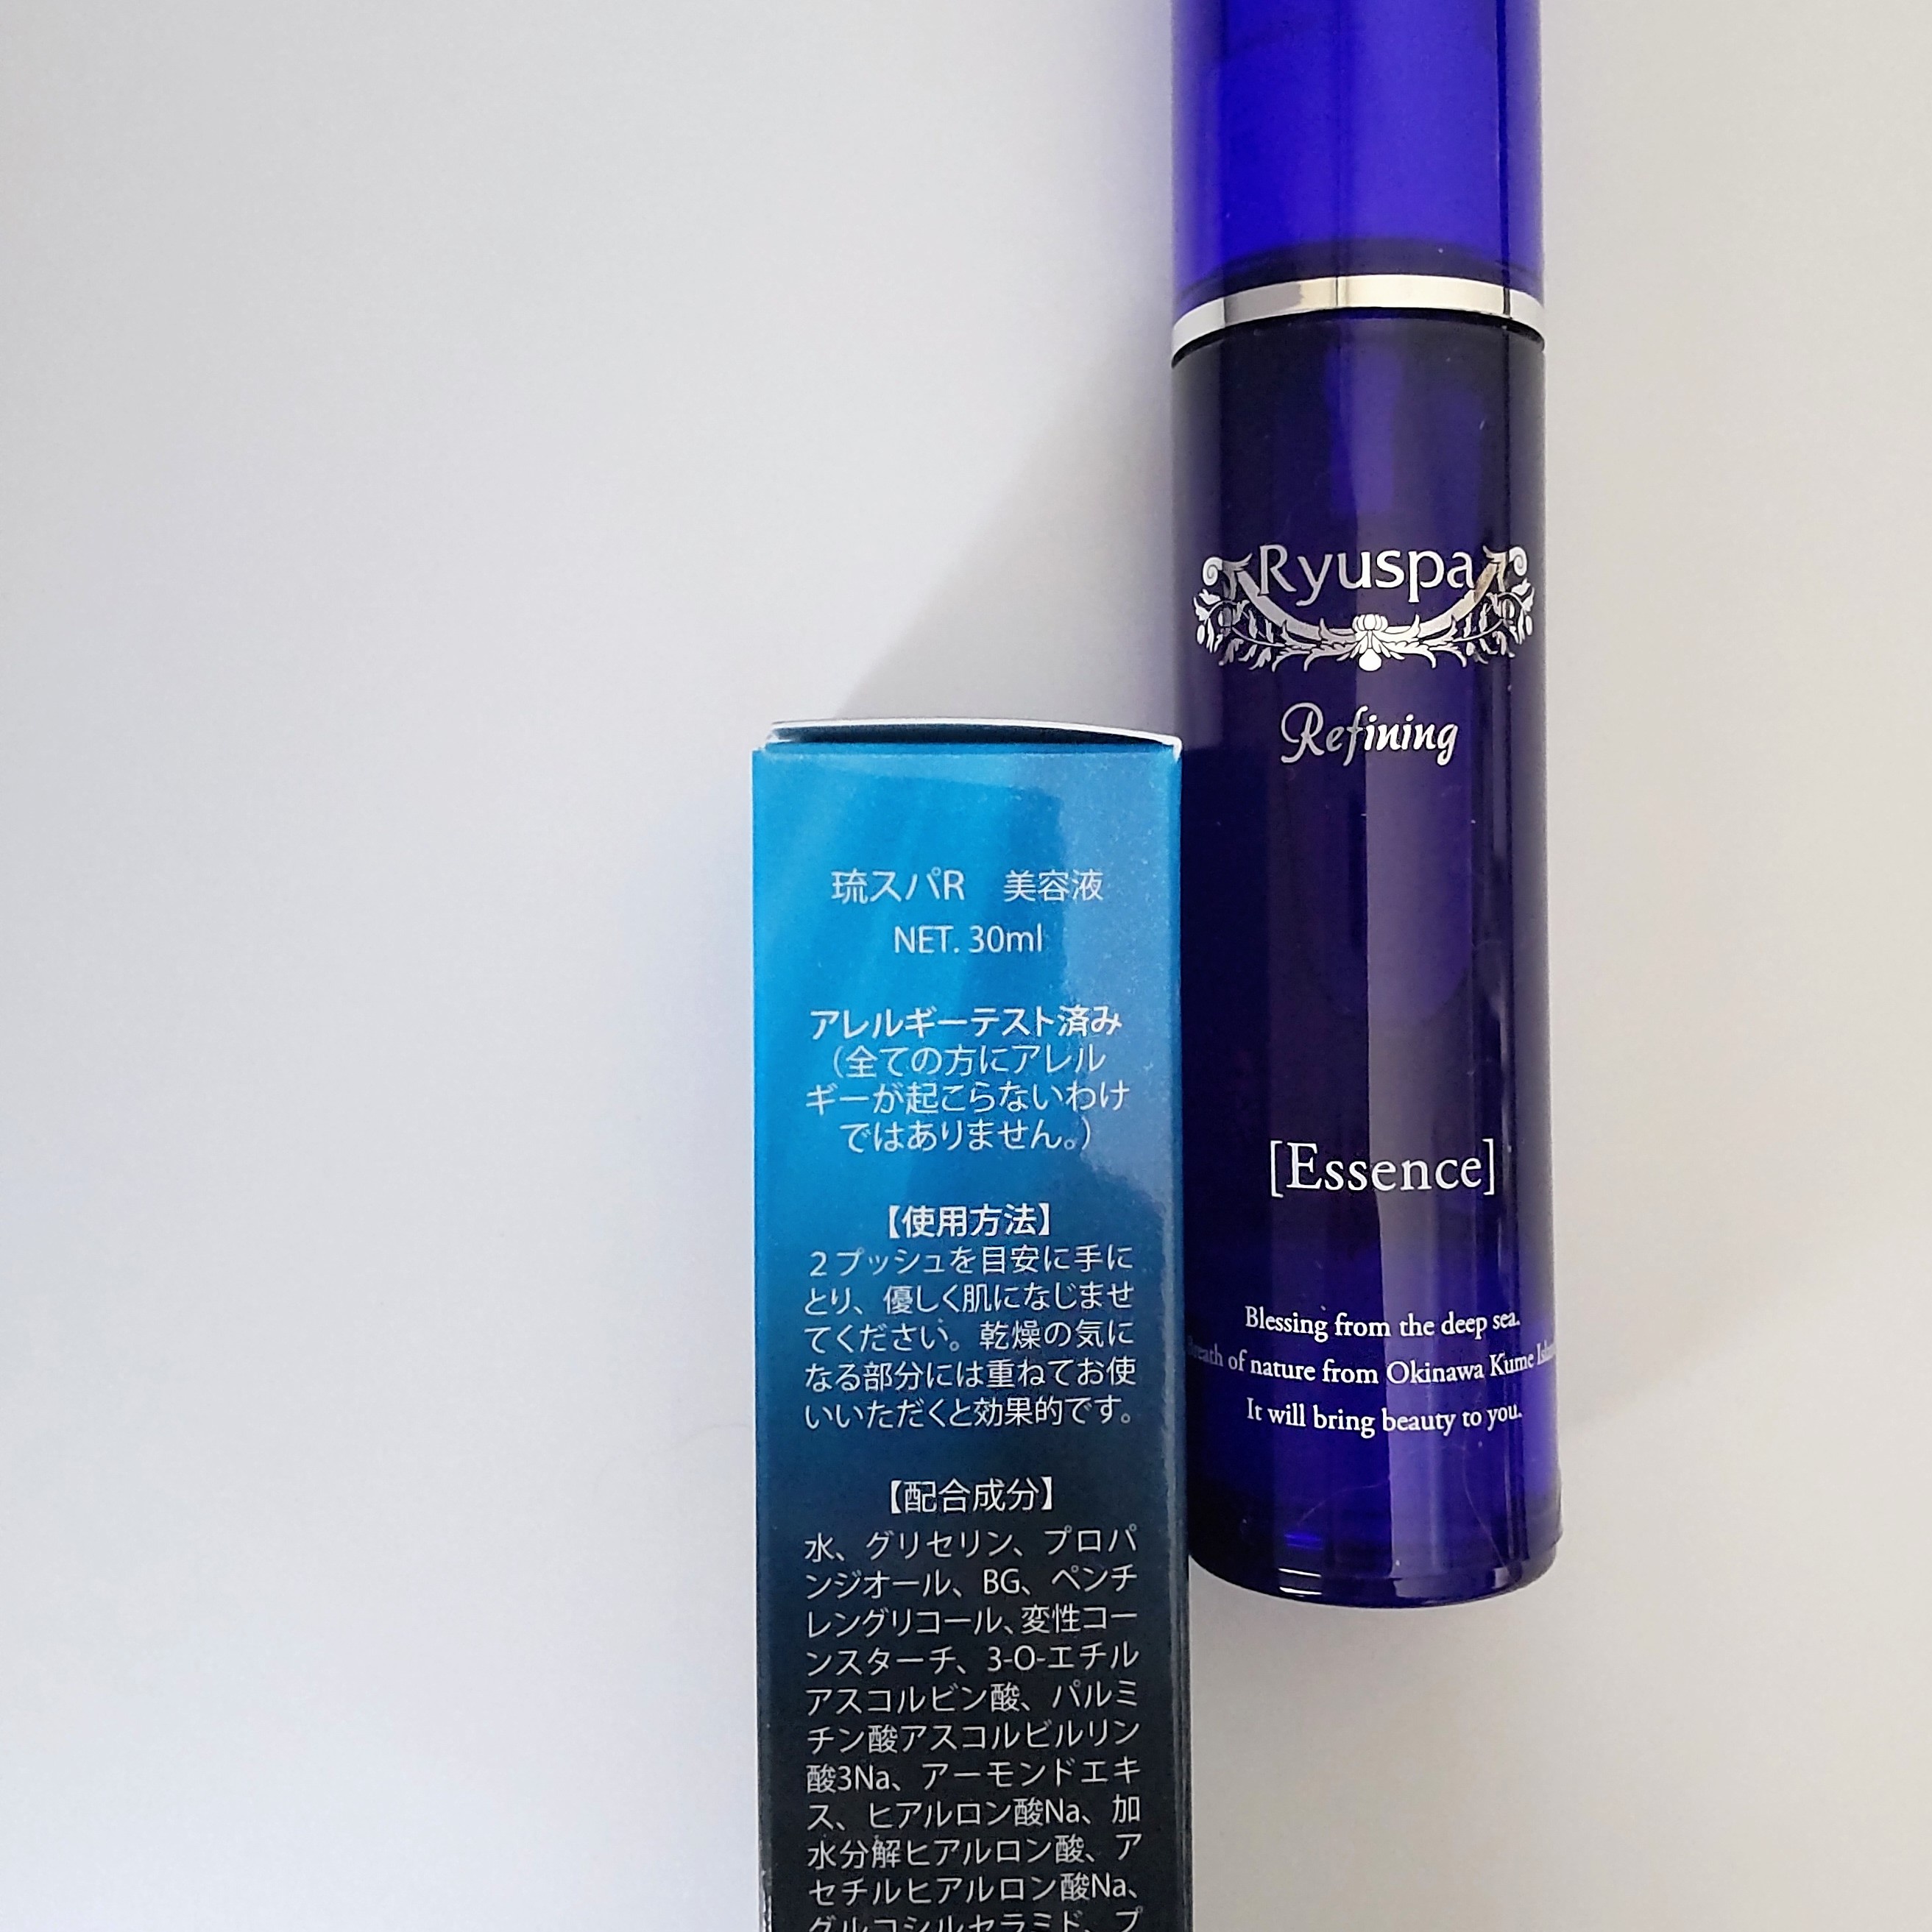 Ryuspa
Refining
[Essence]
Blessing from the deep sea.
of nature from Okinawa Kume
It will bring beauty to you.
琉スパR　美容液
NET. 30ml
アレルギーテスト済み
（全ての方にアレル
ギーが起こらないわけ
ではありません。）
【使用方法】
２プッシュを目安に手に
とり、優しく肌になじませ
てください。乾燥の気に
なる部分には重ねてお使
いいただくと効果的です。
【配合成分】
水、グリセリン、プロパ
ンジオール、BG、ペンチ
レングリコール、変性コー
ンスターチ、3-O-エチル
アスコルビン酸、パルミ
チン酸アスコルビルリン
酸3Na、アーモンドエキ
ス、ヒアルロン酸Na、加
水分解ヒアルロン酸、ア
セチルヒアルロン酸Na、
グルコシルセラミド、プ